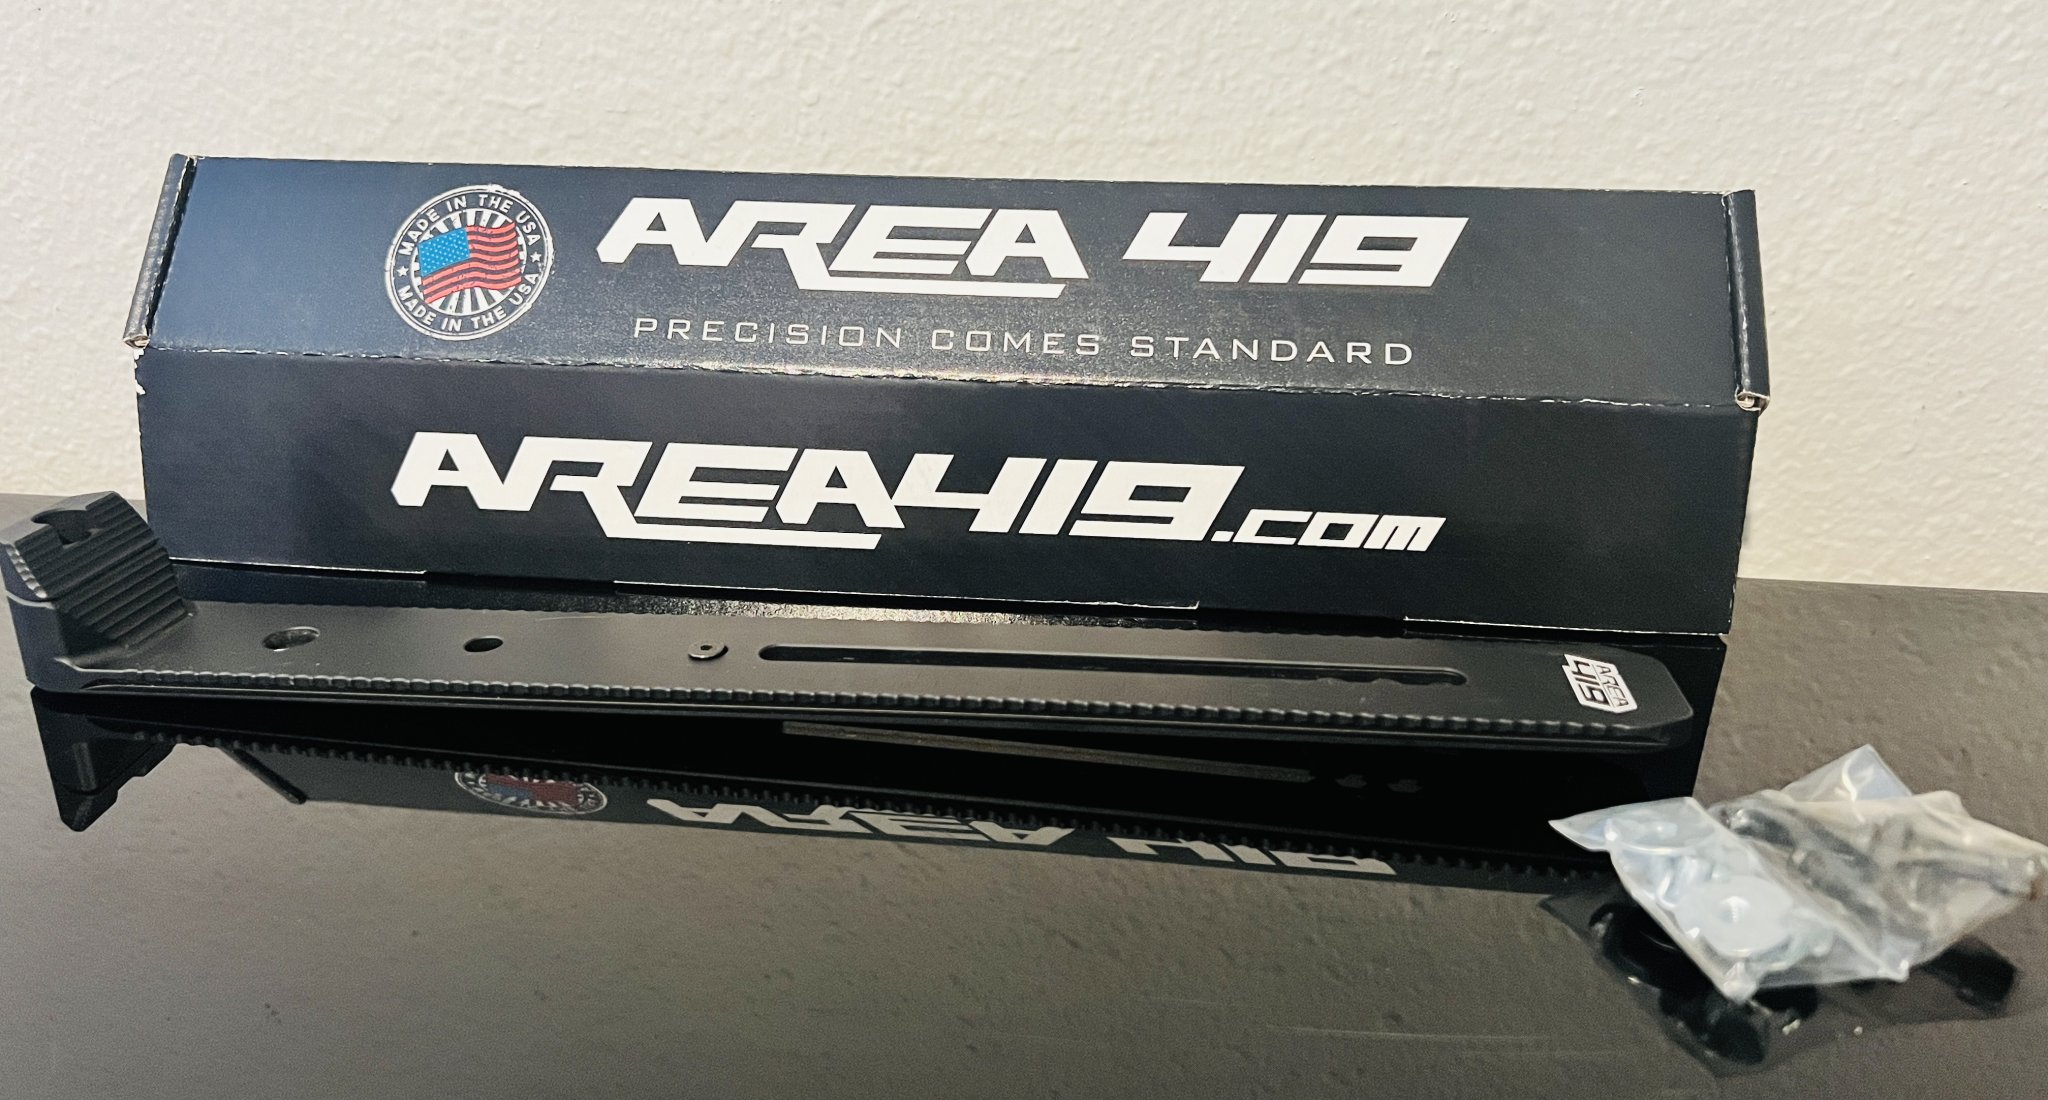 MADE IN THE USA
MADE IN THE USA
AREA 419
PRECISION COMES STANDARD
AREA419.com
AREA
419